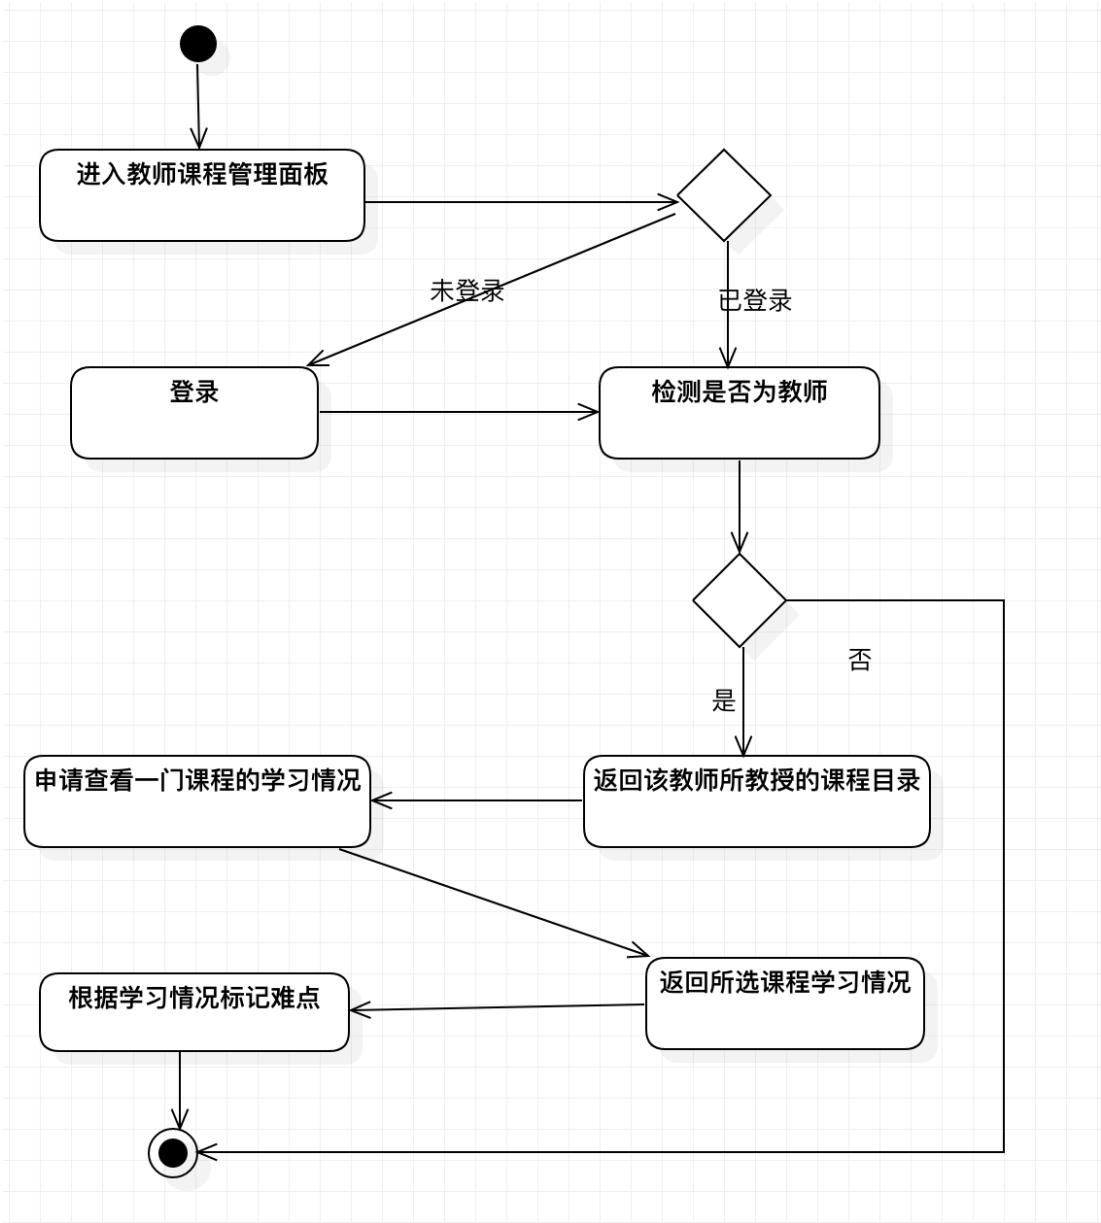 进入教师课程管理面板
未登录
已登录
登录
检测是否为教师
否
是
申请查看一门课程的学习情况
返回该教师所教授的课程目录
返回所选课程学习情况
根据学习情况标记难点